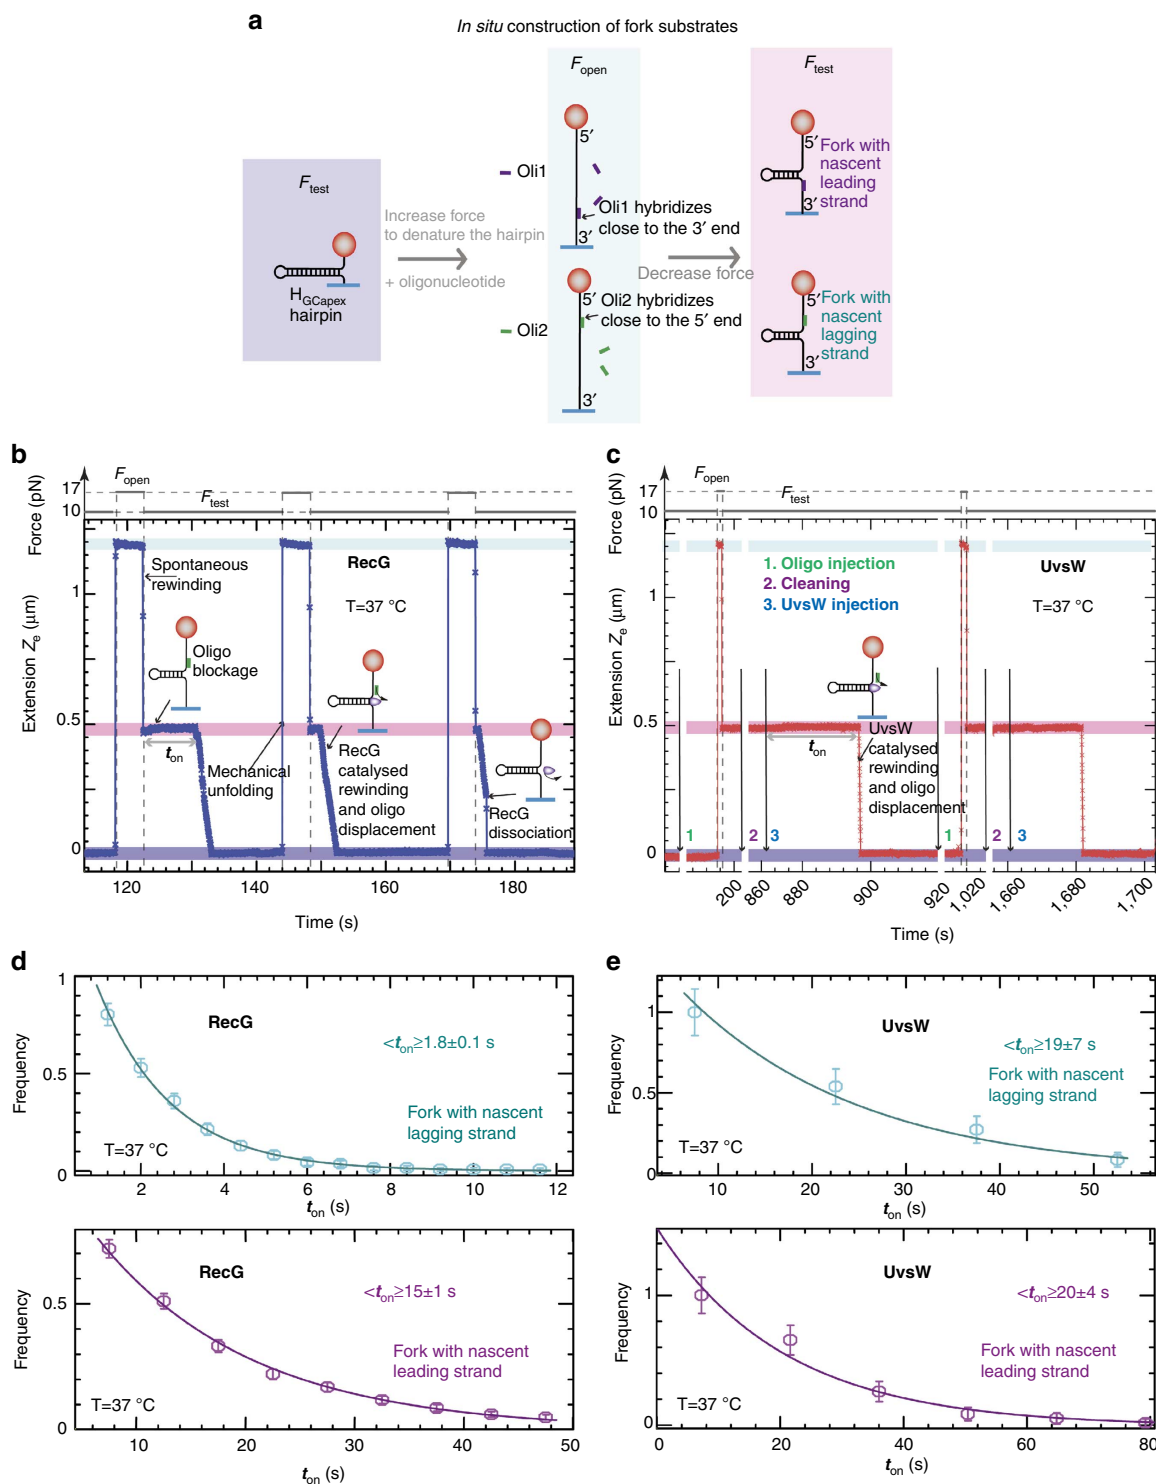 a
In situ construction of fork substrates
F_test
H_GCapex
hairpin
Increase force
to denature the hairpin
+ oligonucleotide
F_open
5′
Oli1
Oli1 hybridizes
close to the 3′ end
3′
5′
Oli2 hybridizes
close to the 5′ end
Oli2
3′
Decrease force
F_test
5′
Fork with
nascent
leading
strand
3′
5′
Fork with
nascent
lagging
strand
3′
b
Force (pN)
17
10
F_open
F_test
Extension Z_e (μm)
1
0.5
0
Spontaneous
rewinding
RecG
T=37 °C
Oligo
blockage
t_on
Mechanical
unfolding
RecG
catalysed
rewinding
and oligo
displacement
RecG
dissociation
120 140 160 180
Time (s)
c
Force (pN)
17
10
F_open
F_test
Extension Z_e (μm)
1
0.5
0
1. Oligo injection
2. Cleaning
3. UvsW injection
UvsW
T=37 °C
t_on
UvsW
catalysed
rewinding
and oligo
displacement
1 2 3 1 2 3
200 860 880 900 920 1,020 1,660 1,680 1,700
Time (s)
d
Frequency
1
0.5
0
RecG
<t_on≥1.8±0.1 s
Fork with nascent
lagging strand
T=37 °C
2 4 6 8 10 12
t_on (s)
Frequency
0.5
0
RecG
<t_on≥15±1 s
Fork with nascent
leading strand
T=37 °C
10 20 30 40 50
t_on (s)
e
Frequency
1
0.5
0
UvsW
<t_on≥19±7 s
Fork with nascent
lagging strand
T=37 °C
10 20 30 40 50
t_on (s)
Frequency
1
0
UvsW
<t_on≥20±4 s
Fork with nascent
leading strand
T=37 °C
0 20 40 60 80
t_on (s)